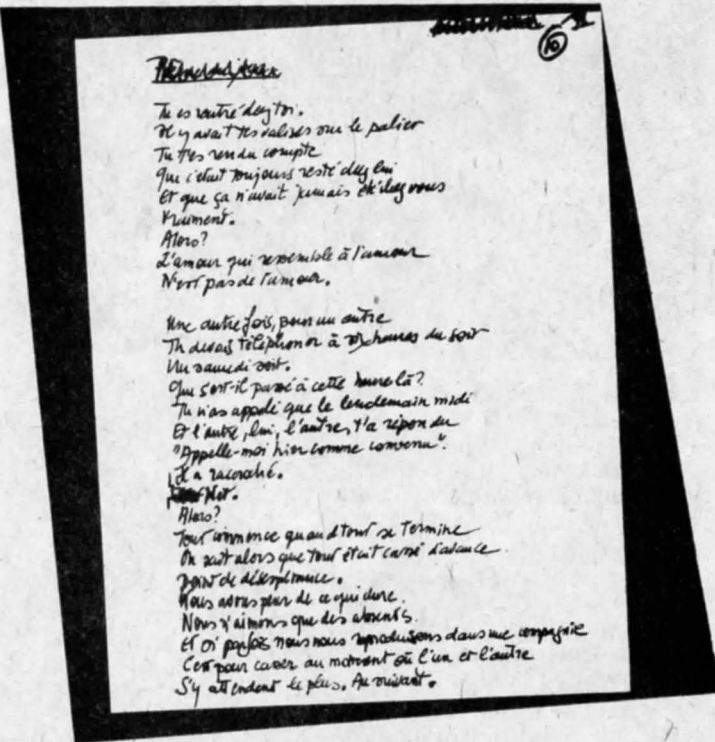 10
Tu es rentré chez toi.
Il y avait tes valises sur le palier
Tu t'es rendu compte
Que c'était toujours resté chez lui
Et que ça n'avait jamais été chez vous
Vraiment.
Alors?
L'amour qui ressemble à l'amour
N'est pas de l'amour.
Une autre fois, pour un autre
Tu devais téléphoner à heures du soir
Un samedi soir.
Que s'est-il passé à cette heure là?
Tu n'as appelé que le lendemain midi
Et l'autre, lui, l'autre, t'a répondu
"Appelle-moi hier comme convenu".
Il a raccroché.
Net.
Alors?
Tout commence quand tout se termine
On sait alors que tout était cassé d'avance
point de désespérance.
Nous avons peur de ce qui dure.
Nous n'aimons que des absents.
Et si parfois nous nous dans une compagnie
C'est pour casser au moment où l'un et l'autre
S'y attendent le plus. Au suivant.